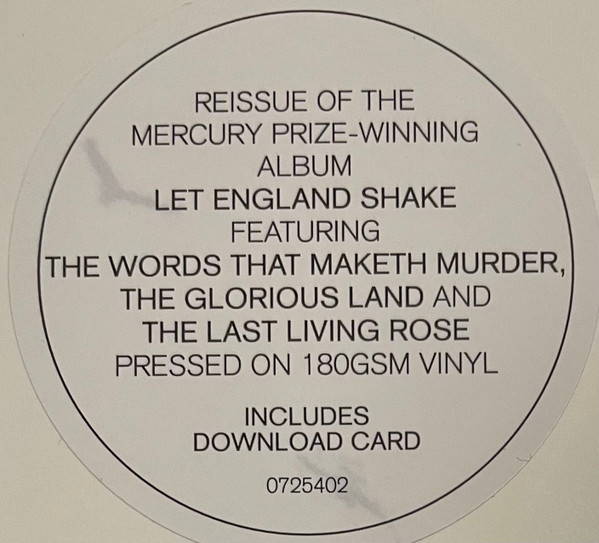 REISSUE OF THE
MERCURY PRIZE-WINNING
ALBUM
LET ENGLAND SHAKE
FEATURING
THE WORDS THAT MAKETH MURDER,
THE GLORIOUS LAND AND
THE LAST LIVING ROSE
PRESSED ON 180GSM VINYL
INCLUDES
DOWNLOAD CARD
0725402